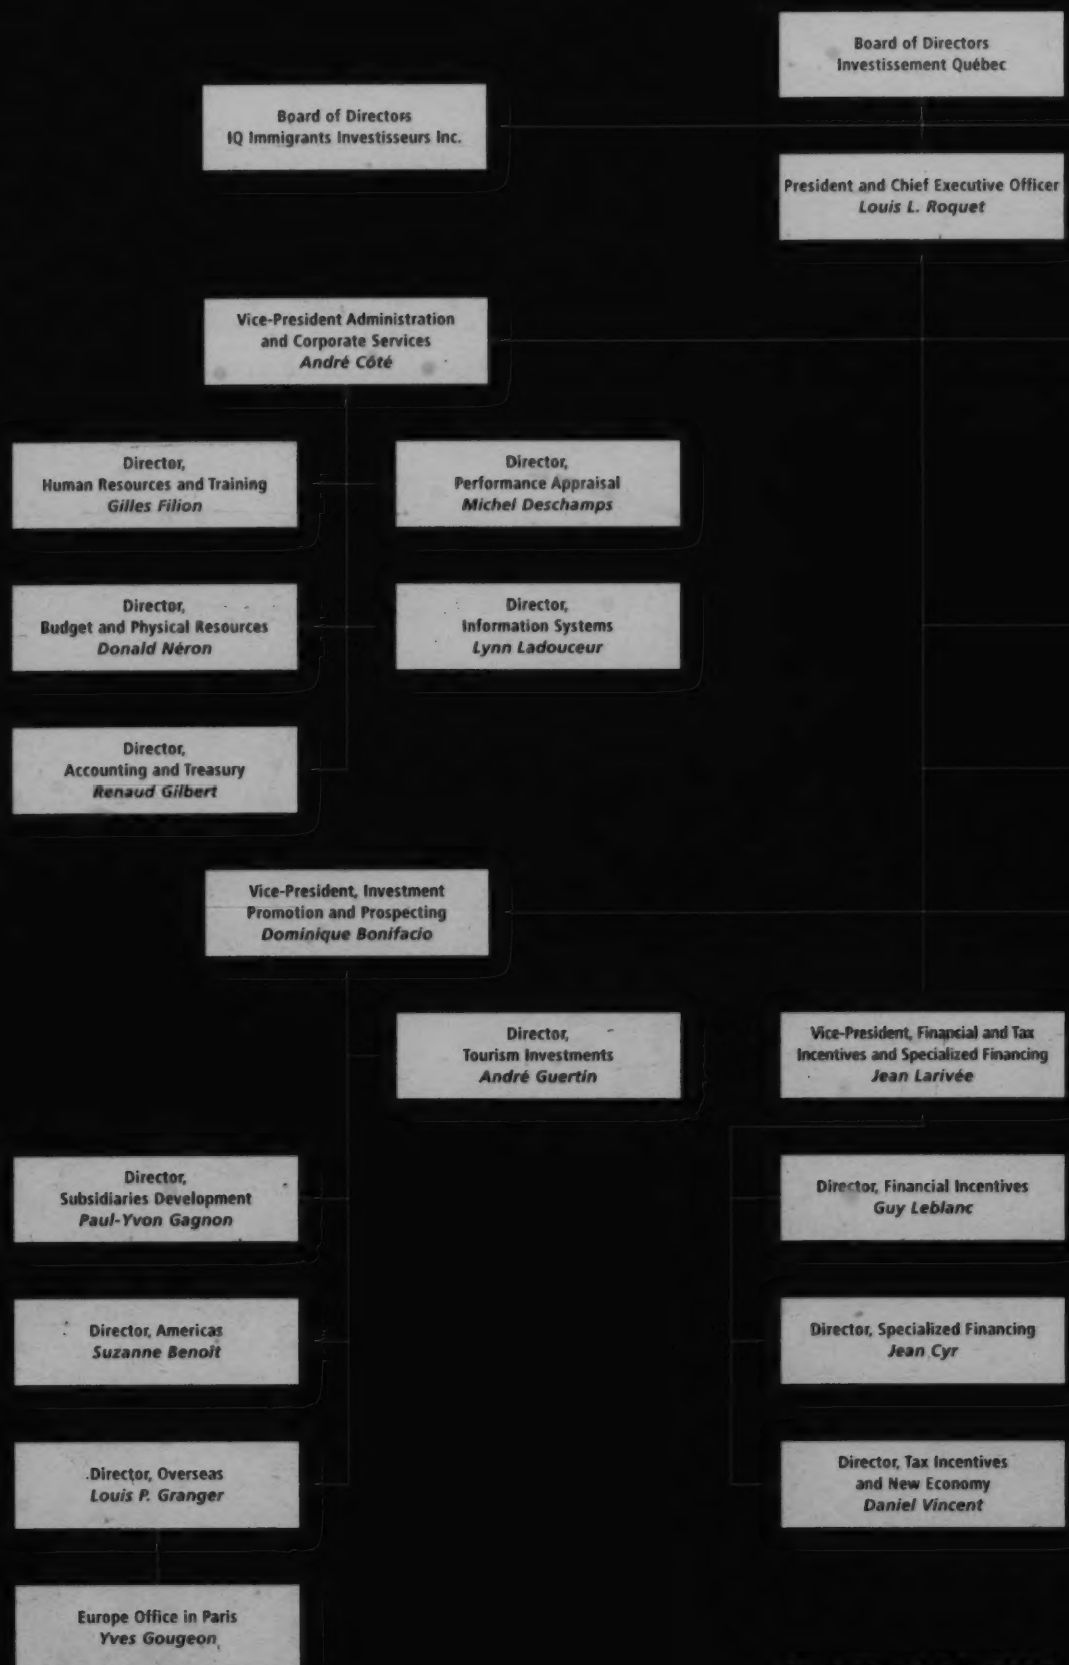 Board of Directors
Investissement Québec
Board of Directors
IQ Immigrants Investisseurs Inc.
President and Chief Executive Officer
Louis L. Roquet
Vice-President Administration
and Corporate Services
André Côté
Director,
Human Resources and Training
Gilles Filion
Director,
Performance Appraisal
Michel Deschamps
Director,
Budget and Physical Resources
Donald Néron
Director,
Information Systems
Lynn Ladouceur
Director,
Accounting and Treasury
Renaud Gilbert
Vice-President, Investment
Promotion and Prospecting
Dominique Bonifacio
Director,
Tourism Investments
André Guertin
Vice-President, Financial and Tax
Incentives and Specialized Financing
Jean Larivée
Director,
Subsidiaries Development
Paul-Yvon Gagnon
Director, Financial Incentives
Guy Leblanc
Director, Americas
Suzanne Benoît
Director, Specialized Financing
Jean Cyr
Director, Overseas
Louis P. Granger
Director, Tax Incentives
and New Economy
Daniel Vincent
Europe Office in Paris
Yves Gougeon